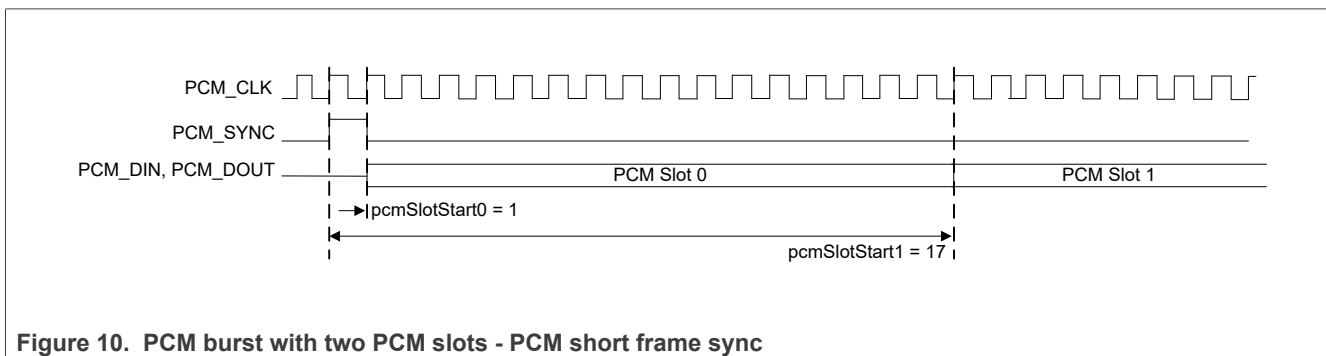 PCM_CLK
PCM_SYNC
PCM_DIN, PCM_DOUT
PCM Slot 0
PCM Slot 1
pcmSlotStart0 = 1
pcmSlotStart1 = 17
Figure 10. PCM burst with two PCM slots - PCM short frame sync